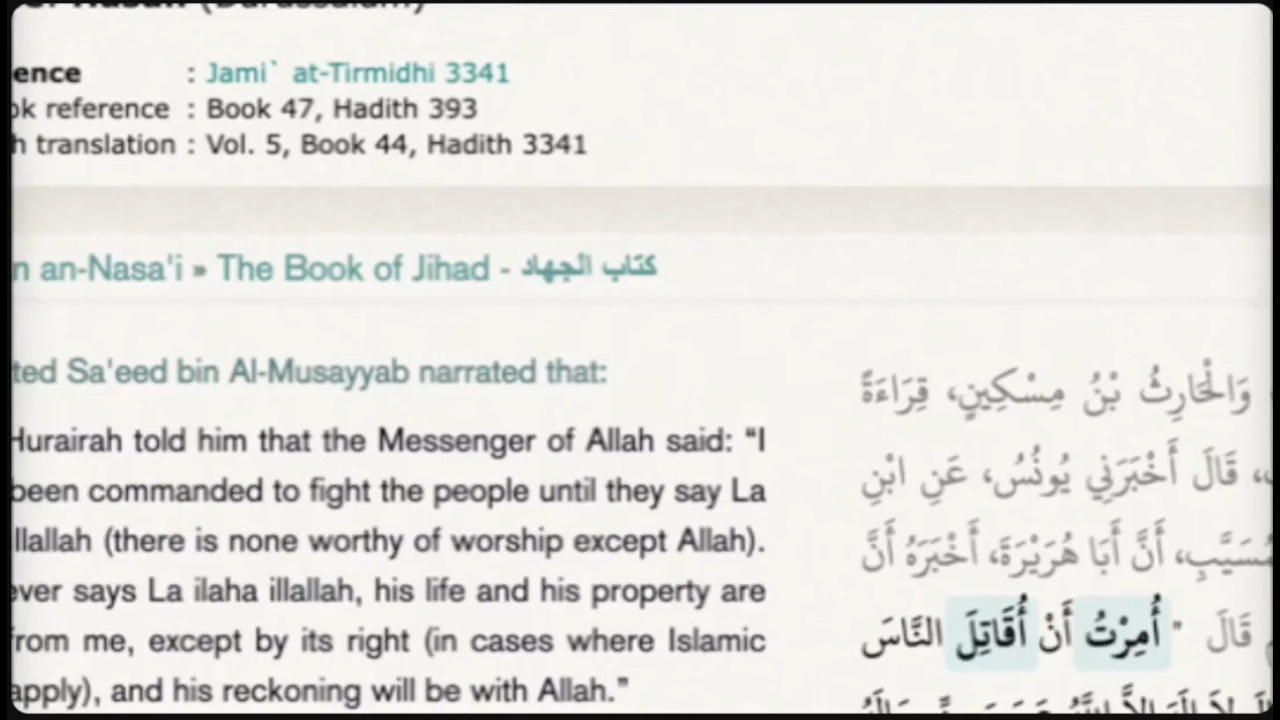 ence : Jami` at-Tirmidhi 3341
ok reference : Book 47, Hadith 393
h translation : Vol. 5, Book 44, Hadith 3341
n an-Nasa'i » The Book of Jihad - كتاب الجهاد
ted Sa'eed bin Al-Musayyab narrated that:
Hurairah told him that the Messenger of Allah said: “I
been commanded to fight the people until they say La
llallah (there is none worthy of worship except Allah).
ever says La ilaha illallah, his life and his property are
from me, except by its right (in cases where Islamic
apply), and his reckoning will be with Allah.”
وَالْحَارِثُ بْنُ مِسْكِينٍ، قِرَاءَةً
قَالَ أَخْبَرَنِي يُونُسُ، عَنِ ابْنِ
مُسَيَّبِ، أَنَّ أَبَا هُرَيْرَةَ، أَخْبَرَهُ أَنَّ
قَالَ " أُمِرْتُ أَنْ أُقَاتِلَ النَّاسَ